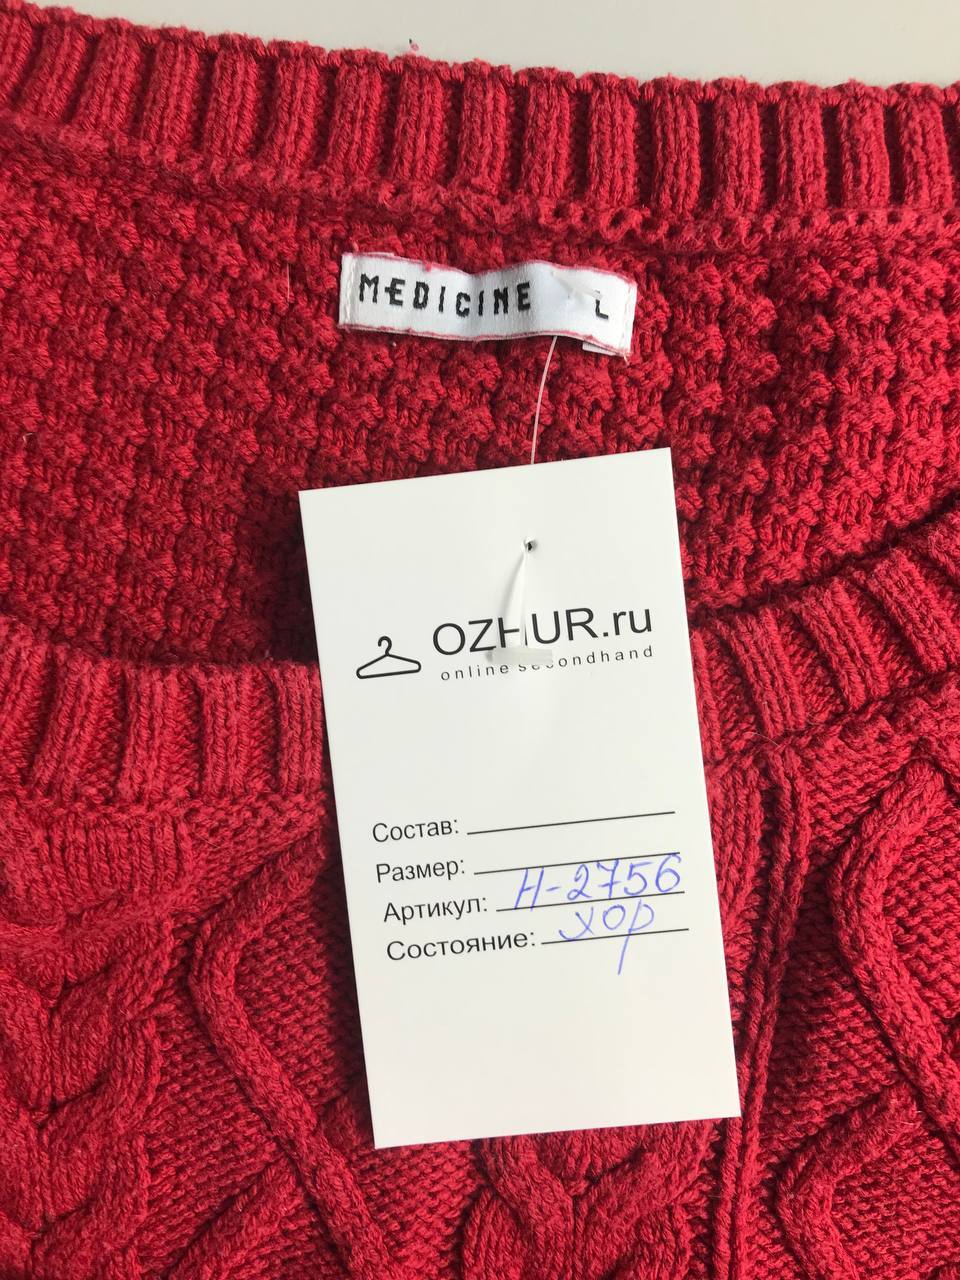 MEDICINE L
OZHUR.ru
online secondhand
Состав:
Размер:
Артикул: Н-2756
Состояние: хор